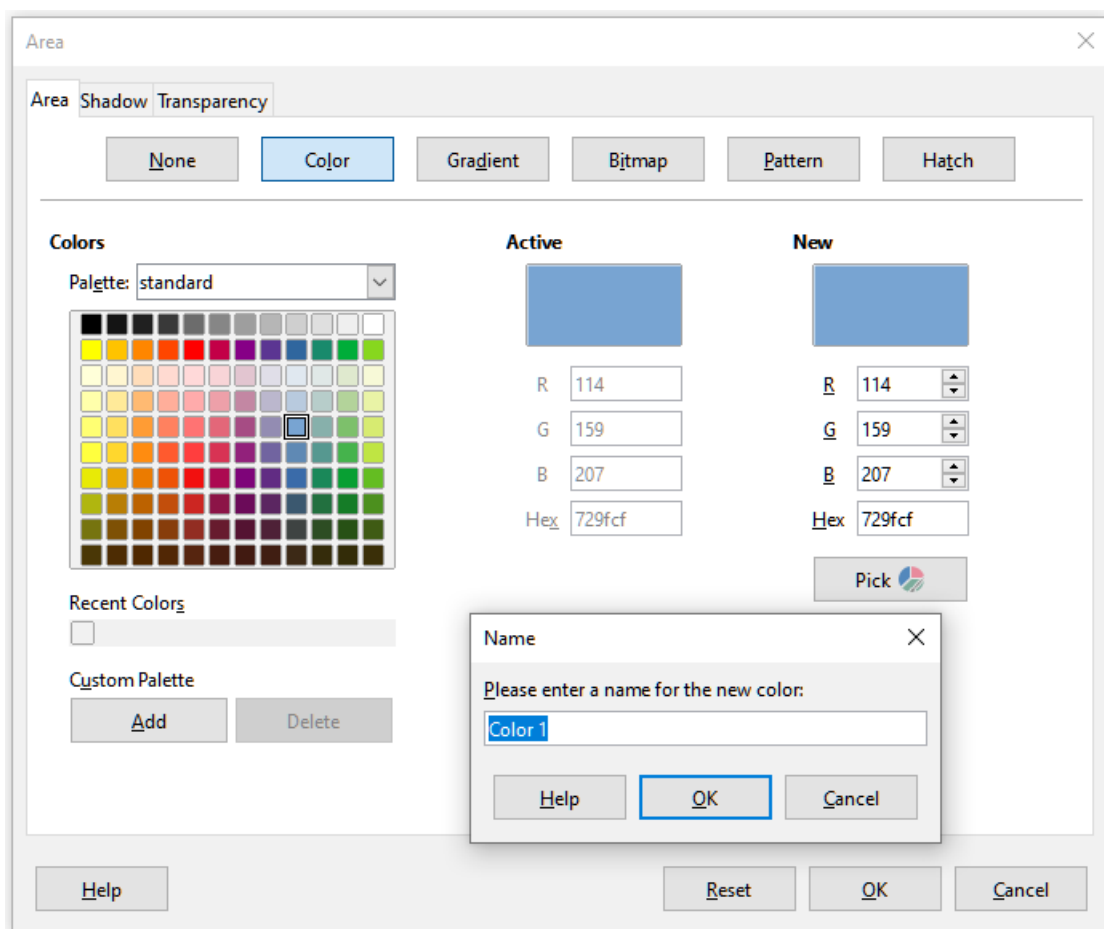 Area
Area Shadow Transparency
None Color Gradient Bitmap Pattern Hatch
Colors Active New
Palette: standard
R 114 R 114
G 159 G 159
B 207 B 207
Hex 729fcf Hex 729fcf
Pick
Recent Colors
Name
Please enter a name for the new color:
Color 1
Help OK Cancel
Custom Palette
Add Delete
Help Reset OK Cancel